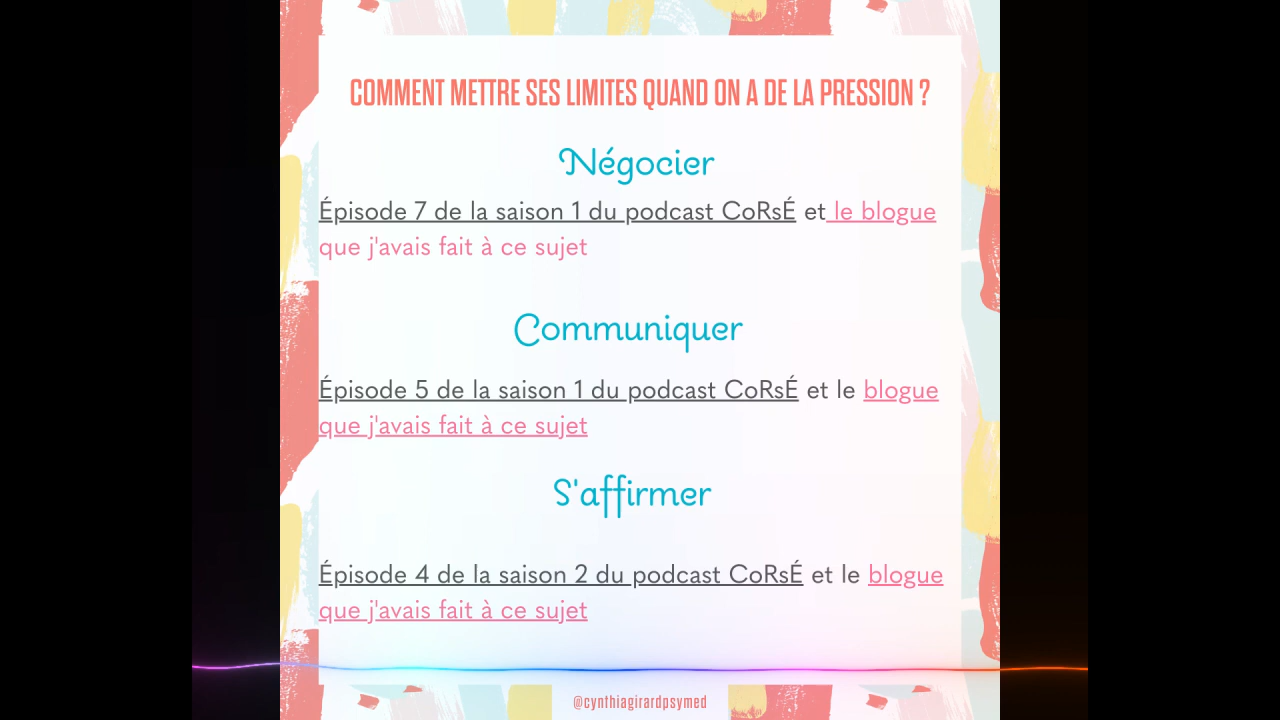 COMMENT METTRE SES LIMITES QUAND ON A DE LA PRESSION ?
Négocier
Épisode 7 de la saison 1 du podcast CoRsÉ et le blogue
que j'avais fait à ce sujet
Communiquer
Épisode 5 de la saison 1 du podcast CoRsÉ et le blogue
que j'avais fait à ce sujet
S'affirmer
Épisode 4 de la saison 2 du podcast CoRsÉ et le blogue
que j'avais fait à ce sujet
@cynthiagirardpsymed